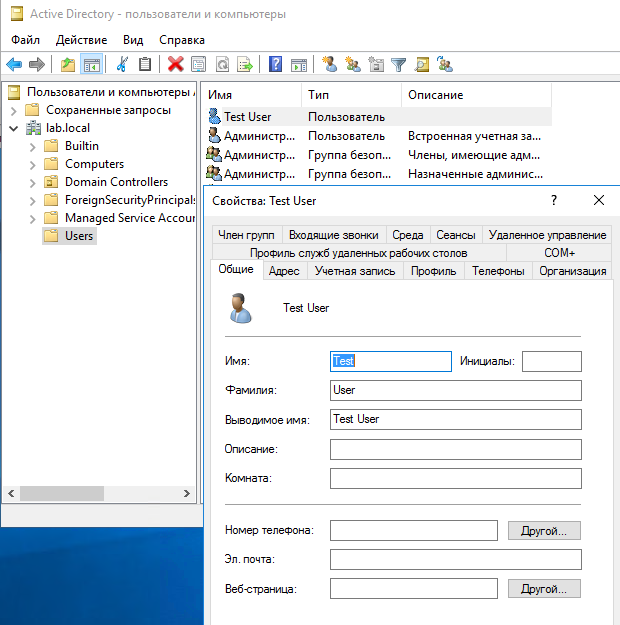 Active Directory - пользователи и компьютеры
Файл Действие Вид Справка
Пользователи и компьютеры
Сохраненные запросы
lab.local
Builtin
Computers
Domain Controllers
ForeignSecurityPrincipals
Managed Service Accour
Users
Имя Тип Описание
Test User Пользователь
Администр... Пользователь Встроенная учетная за...
Администр... Группа безоп... Члены, имеющие адм...
Администр... Группа безоп... Назначенные админис...
Свойства: Test User ?
Член групп Входящие звонки Среда Сеансы Удаленное управление
Профиль служб удаленных рабочих столов COM+
Общие Адрес Учетная запись Профиль Телефоны Организация
Test User
Имя: Test Инициалы:
Фамилия: User
Выводимое имя: Test User
Описание:
Комната:
Номер телефона: Другой...
Эл. почта:
Веб-страница: Другой...